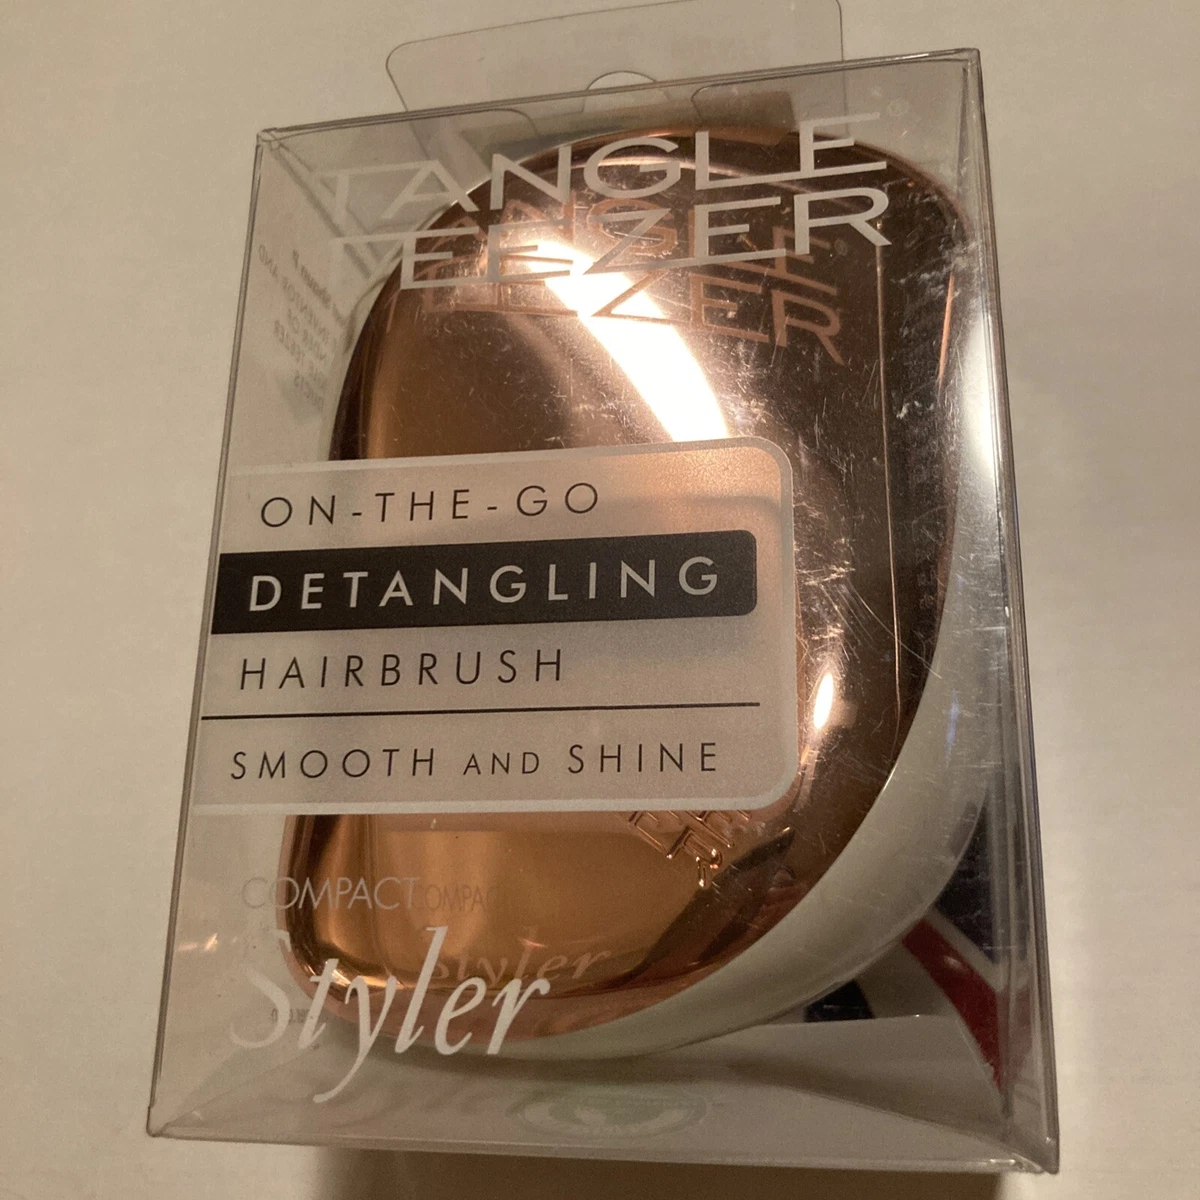 TANGLE
TEEZER®
ON-THE-GO
DETANGLING
HAIRBRUSH
SMOOTH AND SHINE
COMPACT
Styler